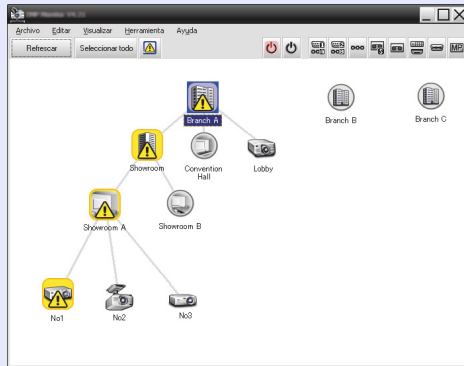 Archivo Editar Visualizar Herramienta Ayuda
Refrescar Seleccionar todo MP
Branch A
Branch B
Branch C
Showroom
Convention
Hall
Lobby
Showroom A
Showroom B
No1
No2
No3